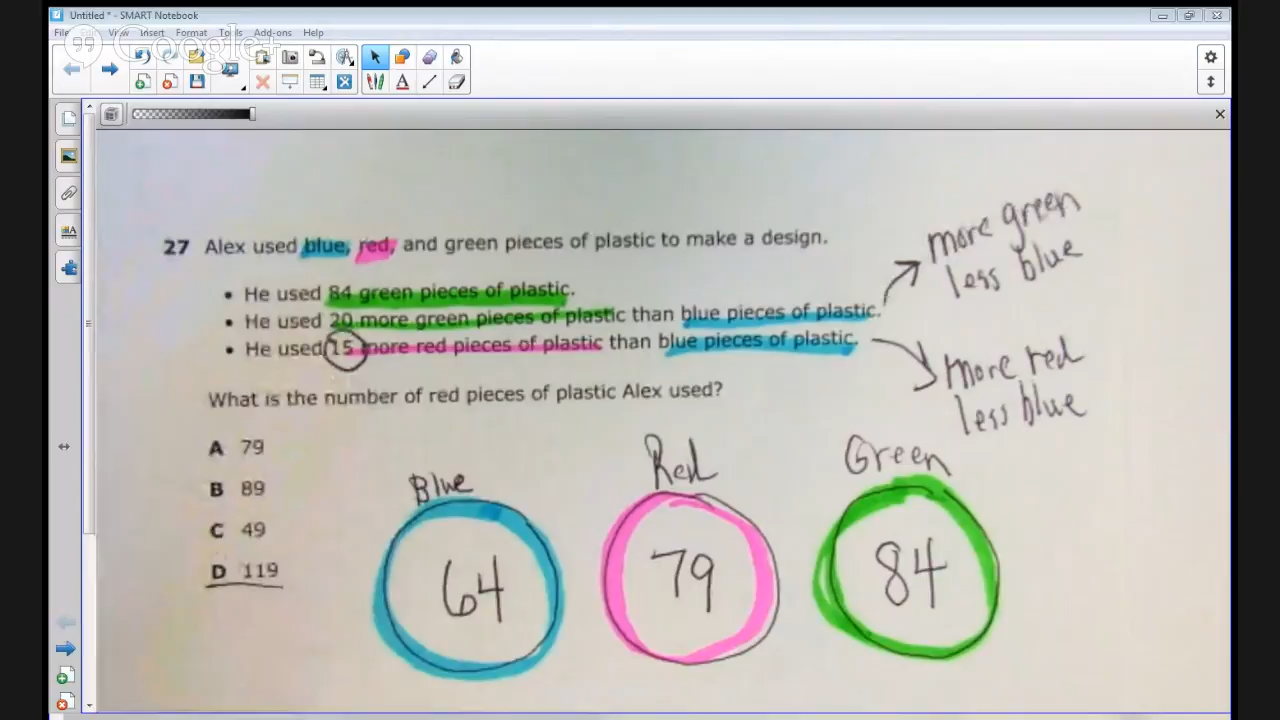 Untitled * - SMART Notebook
File Edit View Insert Format Tools Add-ons Help
Google+
27 Alex used blue, red, and green pieces of plastic to make a design.
• He used 84 green pieces of plastic.
• He used 20 more green pieces of plastic than blue pieces of plastic.
• He used 15 more red pieces of plastic than blue pieces of plastic.
more green
less blue
more red
less blue
What is the number of red pieces of plastic Alex used?
A 79
B 89
C 49
D 119
Blue
Red
Green
64
79
84